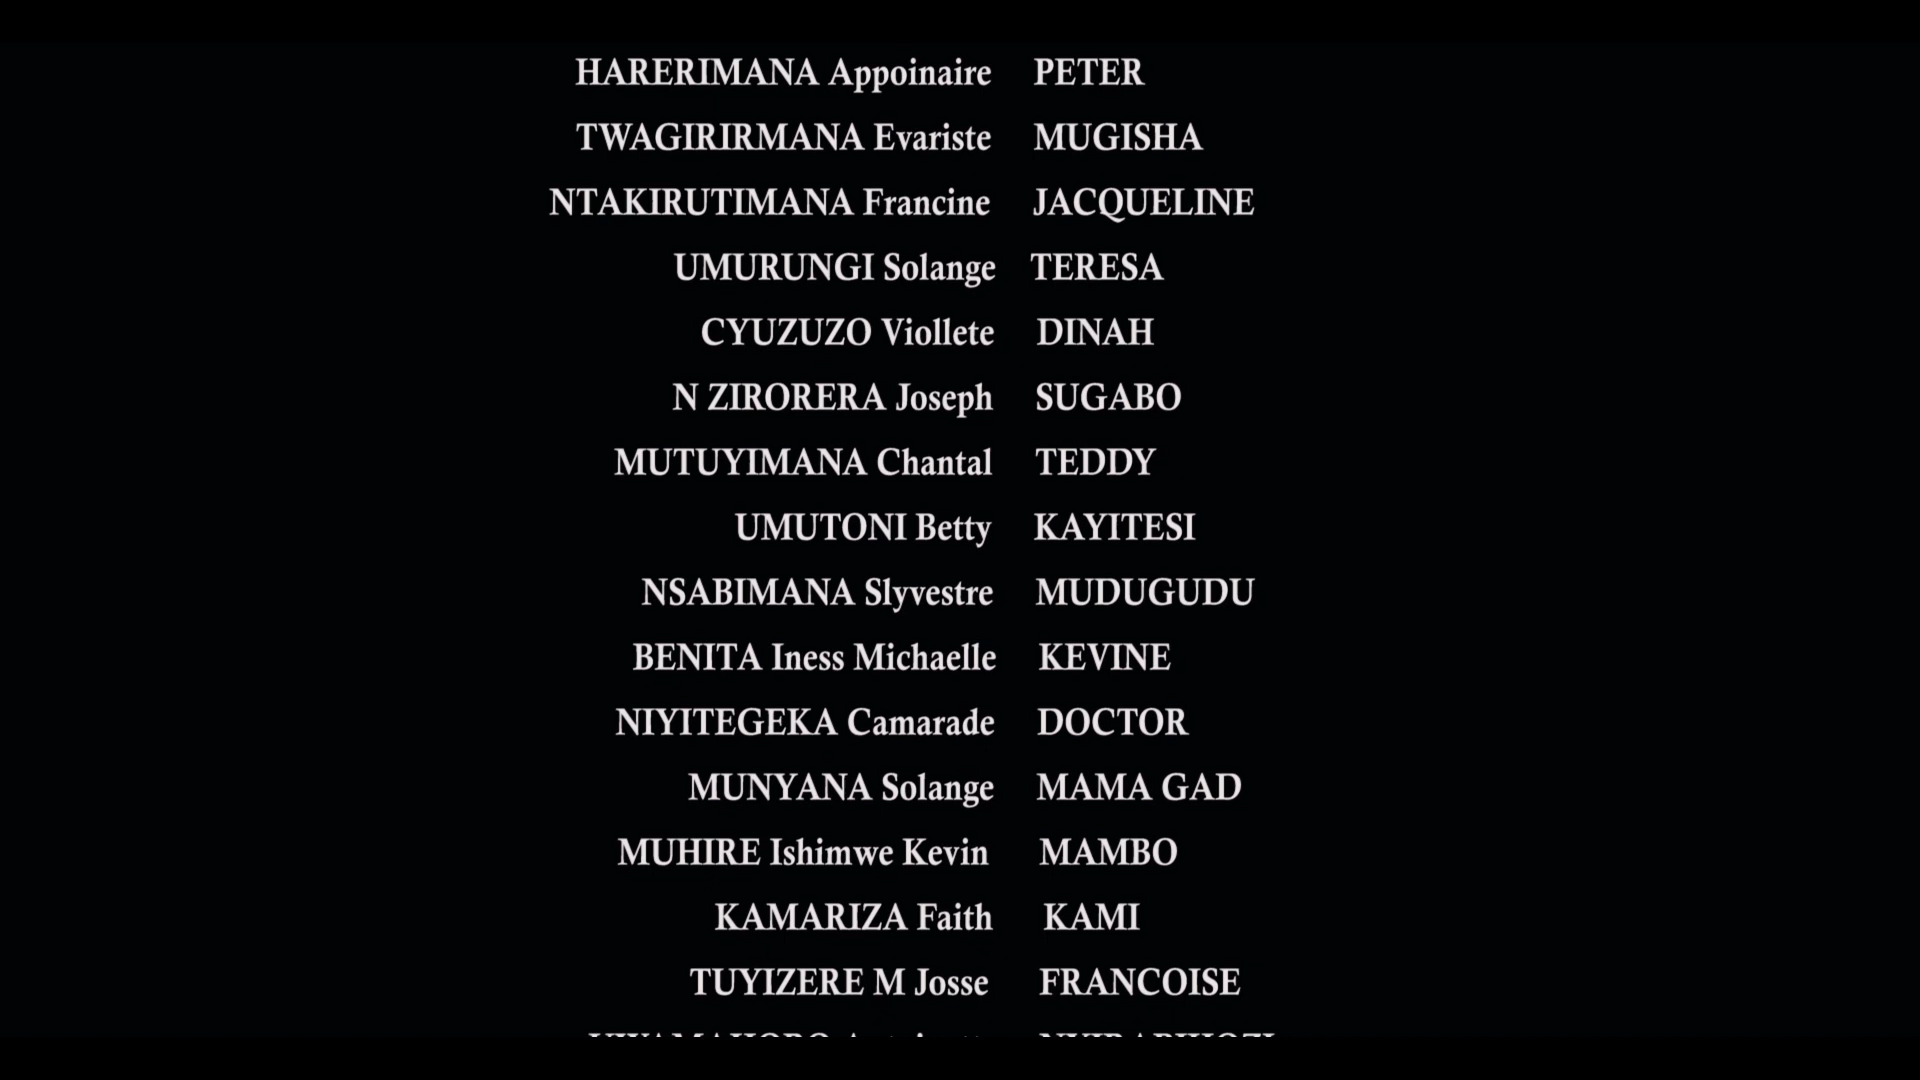 HARERIMANA Appoinaire PETER
TWAGIRIRMANA Evariste MUGISHA
NTAKIRUTIMANA Francine JACQUELINE
UMURUNGI Solange TERESA
CYUZUZO Viollete DINAH
N ZIRORERA Joseph SUGABO
MUTUYIMANA Chantal TEDDY
UMUTONI Betty KAYITESI
NSABIMANA Slyvestre MUDUGUDU
BENITA Iness Michaelle KEVINE
NIYITEGEKA Camarade DOCTOR
MUNYANA Solange MAMA GAD
MUHIRE Ishimwe Kevin MAMBO
KAMARIZA Faith KAMI
TUYIZERE M Josse FRANCOISE